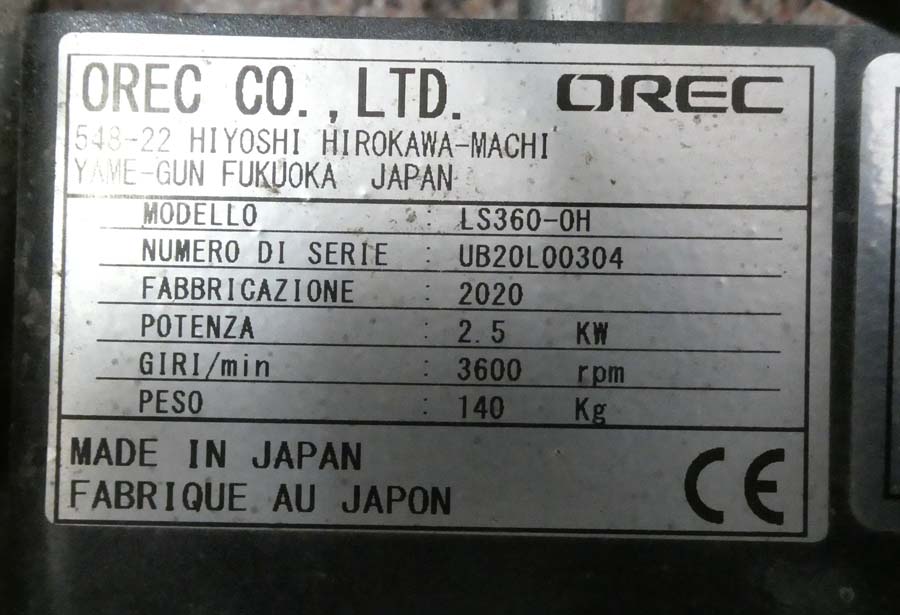 OREC CO.,LTD. OREC
548-22 HIYOSHI HIROKAWA-MACHI
YAME-GUN FUKUOKA JAPAN
MODELLO : LS360-0H
NUMERO DI SERIE : UB20L00304
FABBRICAZIONE : 2020
POTENZA : 2.5 KW
GIRI/min : 3600 rpm
PESO : 140 Kg
MADE IN JAPAN
FABRIQUE AU JAPON
CE